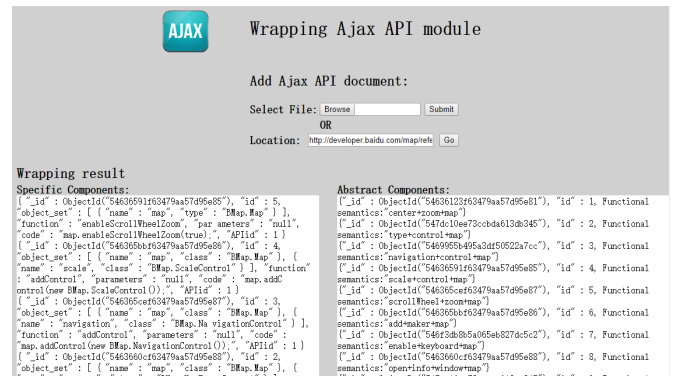 AJAX
Wrapping Ajax API module
Add Ajax API document:
Select File: Browse Submit
OR
Location: http://developer.baidu.com/map/refe Go
Wrapping result
Specific Components:
{ "_id" : ObjectId("54636591f63479aa57d95e85"), "id" : 5,
"object_set" : [ { "name" : "map", "type" : "BMap.Map" } ],
"function" : "enableScrollWheelZoom", "par ameters" : "null",
"code" : "map.enableScrollWheelZoom(true);", "APIid" : 1 }
{ "_id" : ObjectId("546365bbf63479aa57d95e86"), "id" : 4,
"object_set" : [ { "name" : "map", "class" : "BMap.Map" }, {
"name" : "scale", "class" : "BMap.ScaleControl" } ], "function"
: "addControl", "parameters" : "null", "code" : "map.addC
ontrol(new BMap.ScaleControl());", "APIid" : 1 }
{ "_id" : ObjectId("546365cef63479aa57d95e87"), "id" : 3,
"object_set" : [ { "name" : "map", "class" : "BMap.Map" }, {
"name" : "navigation", "class" : "BMap.Na vigationControl" } ],
"function" : "addControl", "parameters" : "null", "code" :
"map.addControl(new BMap.NavigationControl());", "APIid" : 1 }
{ "_id" : ObjectId("5463660cf63479aa57d95e88"), "id" : 2,
"object_set" : [ { "name" : "map", "class" : "BMap.Map" }, {
Abstract Components:
{"_id" : ObjectId("54636123f63479aa57d95e81"), "id" : 1, Functional
semantics:"center+zoom+map"}
{"_id" : ObjectId("547dc10ee73ccbda613db345"), "id" : 2, Functional
semantics:"type+control+map"}
{"_id" : ObjectId("5469955b495a3df50522a7cc"), "id" : 3, Functional
semantics:"navigation+control+map"}
{"_id" : ObjectId("54636591f63479aa57d95e85"), "id" : 4, Functional
semantics:"scale+control+map"}
{"_id" : ObjectId("546365cef63479aa57d95e87"), "id" : 5, Functional
semantics:"scrollWheel+zoom+map"}
{"_id" : ObjectId("546365bbf63479aa57d95e86"), "id" : 6, Functional
semantics:"add+maker+map"}
{"_id" : ObjectId("546f3db8b5a065eb827dc5c2"), "id" : 7, Functional
semantics:"enable+keyboard+map"}
{"_id" : ObjectId("5463660cf63479aa57d95e88"), "id" : 8, Functional
semantics:"open+info+window+map"}